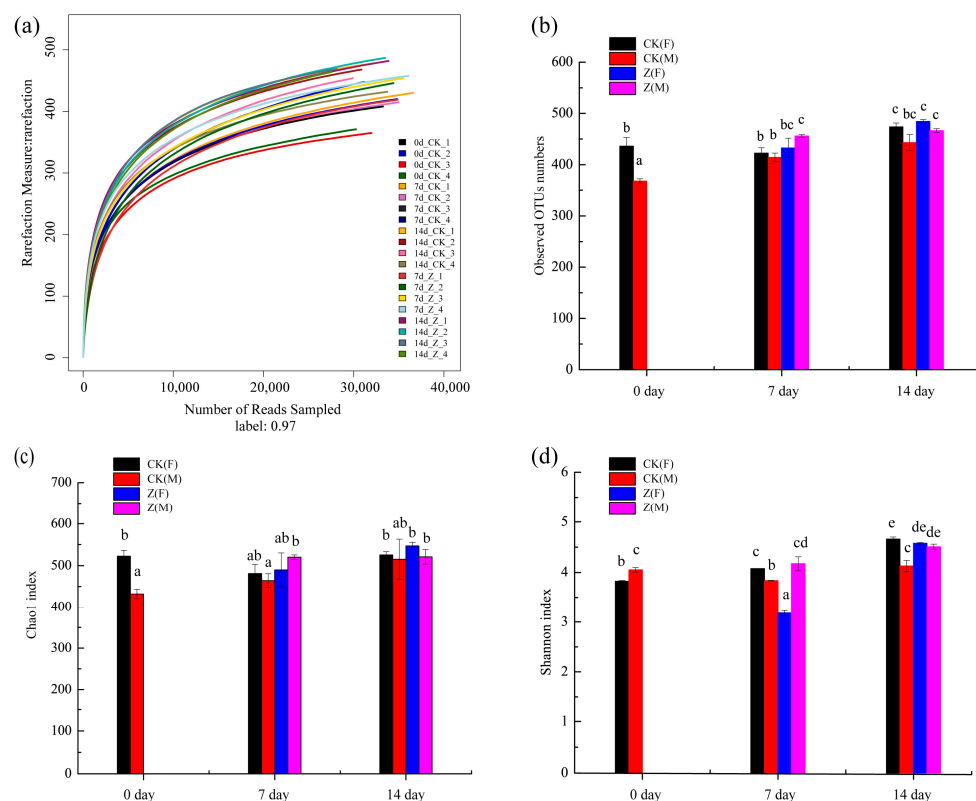 (a)
Rarefaction Measure:rarefaction
500
400
300
200
100
0
0d_CK_1
0d_CK_2
0d_CK_3
0d_CK_4
7d_CK_1
7d_CK_2
7d_CK_3
7d_CK_4
14d_CK_1
14d_CK_2
14d_CK_3
14d_CK_4
7d_Z_1
7d_Z_2
7d_Z_3
7d_Z_4
14d_Z_1
14d_Z_2
14d_Z_3
14d_Z_4
0 10,000 20,000 30,000 40,000
Number of Reads Sampled
label: 0.97
(b)
CK(F)
CK(M)
Z(F)
Z(M)
Observed OTUs numbers
600
500
400
300
200
100
0
b a b b bc c c bc c c
0 day 7 day 14 day
(c)
CK(F)
CK(M)
Z(F)
Z(M)
Chao1 index
700
600
500
400
300
200
100
0
b a ab a ab b b ab b b
0 day 7 day 14 day
(d)
CK(F)
CK(M)
Z(F)
Z(M)
Shannon index
6
5
4
3
2
1
0
b c c b a cd e c de de
0 day 7 day 14 day